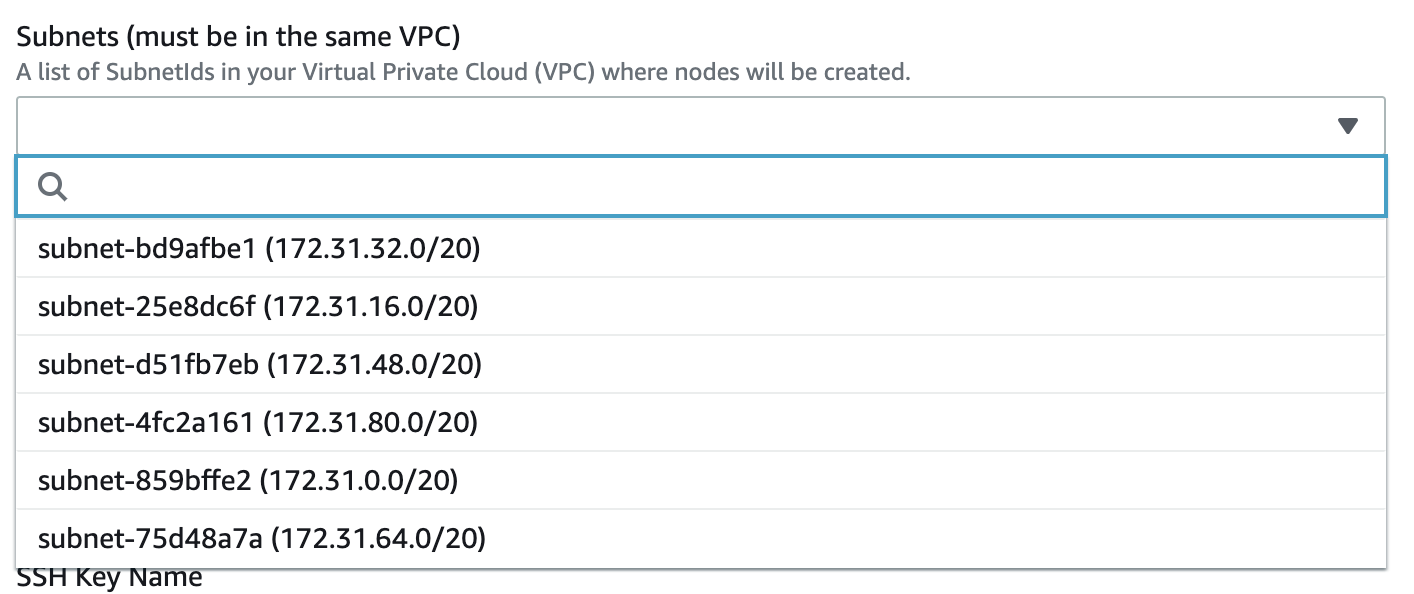 Subnets (must be in the same VPC)
A list of SubnetIds in your Virtual Private Cloud (VPC) where nodes will be created.
subnet-bd9afbe1 (172.31.32.0/20)
subnet-25e8dc6f (172.31.16.0/20)
subnet-d51fb7eb (172.31.48.0/20)
subnet-4fc2a161 (172.31.80.0/20)
subnet-859bffe2 (172.31.0.0/20)
subnet-75d48a7a (172.31.64.0/20)
SSH Key Name